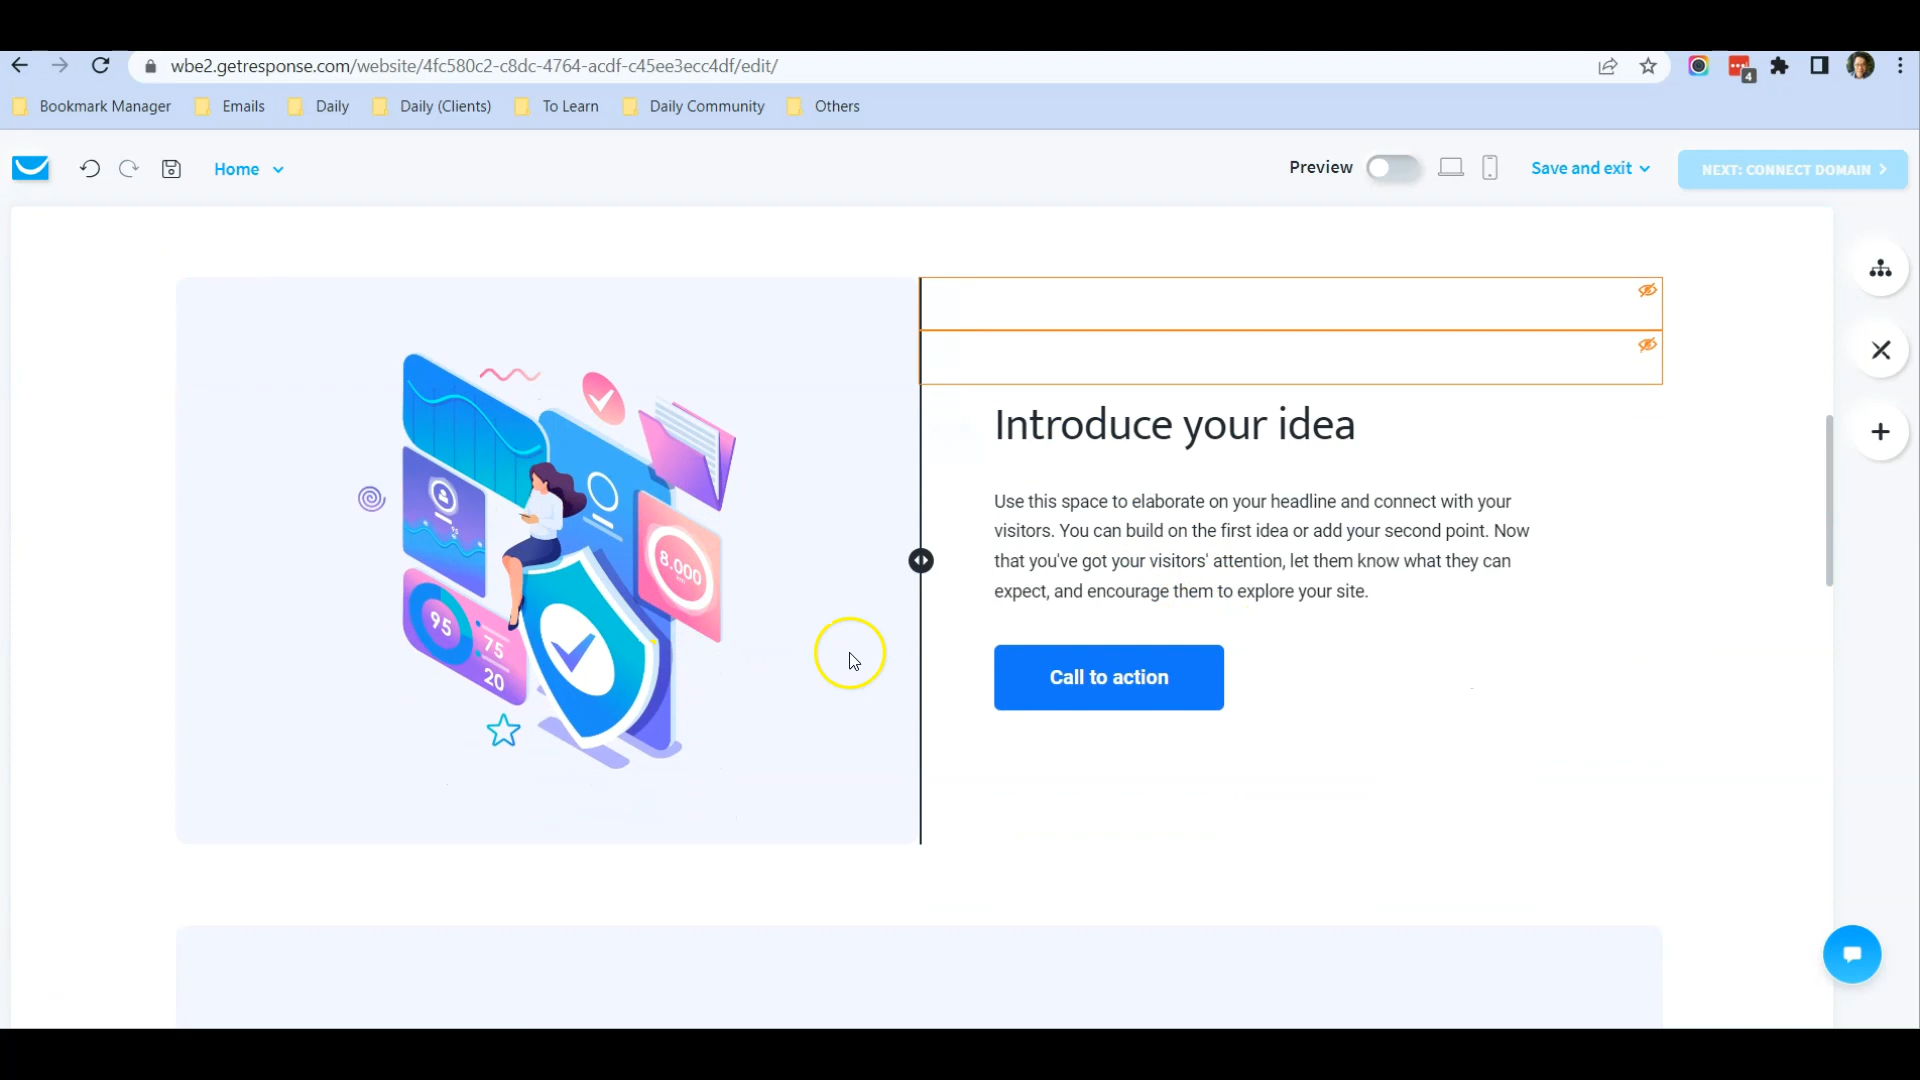 wbe2.getresponse.com/website/4fc580c2-c8dc-4764-acdf-c45ee3ecc4df/edit/
4
Bookmark Manager
Emails
Daily
Daily (Clients)
To Learn
Daily Community
Others
Home
Preview
Save and exit
NEXT: CONNECT DOMAIN
Introduce your idea
Use this space to elaborate on your headline and connect with your
visitors. You can build on the first idea or add your second point. Now
that you've got your visitors' attention, let them know what they can
expect, and encourage them to explore your site.
Call to action
8.000
95
75
20